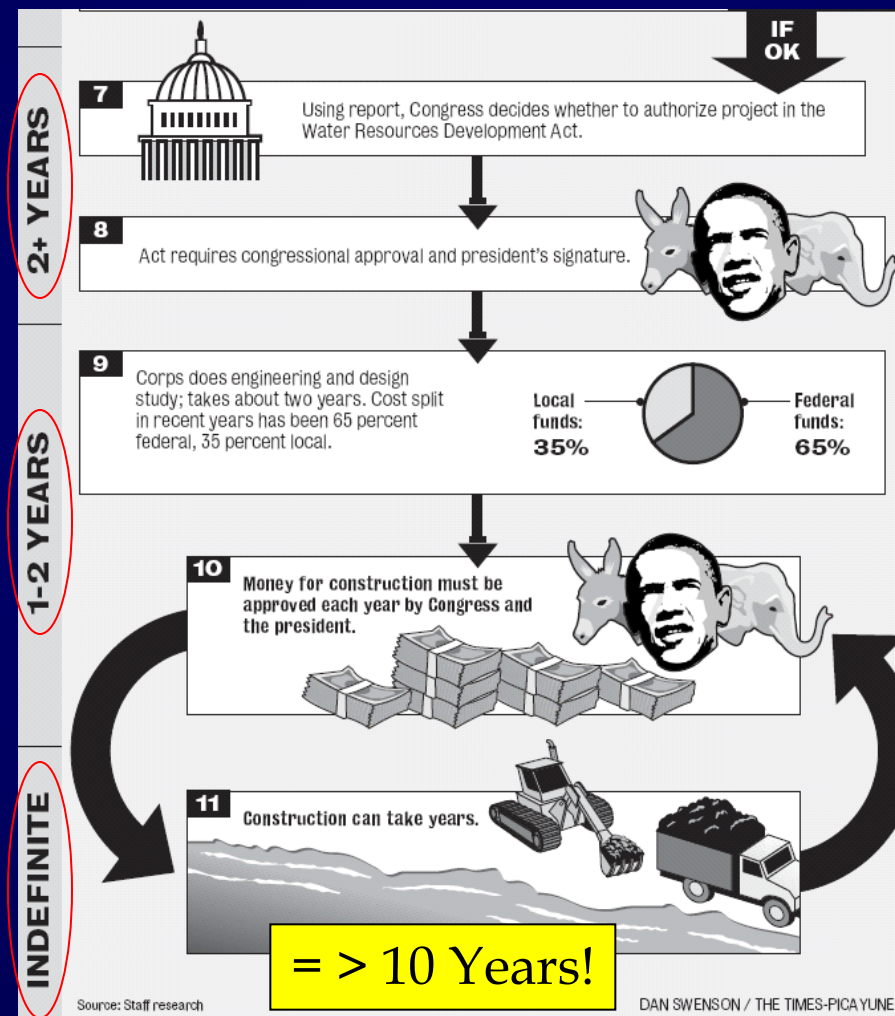 IF
OK
2+ YEARS
7
Using report, Congress decides whether to authorize project in the
Water Resources Development Act.
8
Act requires congressional approval and president's signature.
1-2 YEARS
9
Corps does engineering and design
study; takes about two years. Cost split
in recent years has been 65 percent
federal, 35 percent local.
Local
funds:
35%
Federal
funds:
65%
10
Money for construction must be
approved each year by Congress and
the president.
INDEFINITE
11
Construction can take years.
= > 10 Years!
Source: Staff research
DAN SWENSON / THE TIMES-PICAYUNE